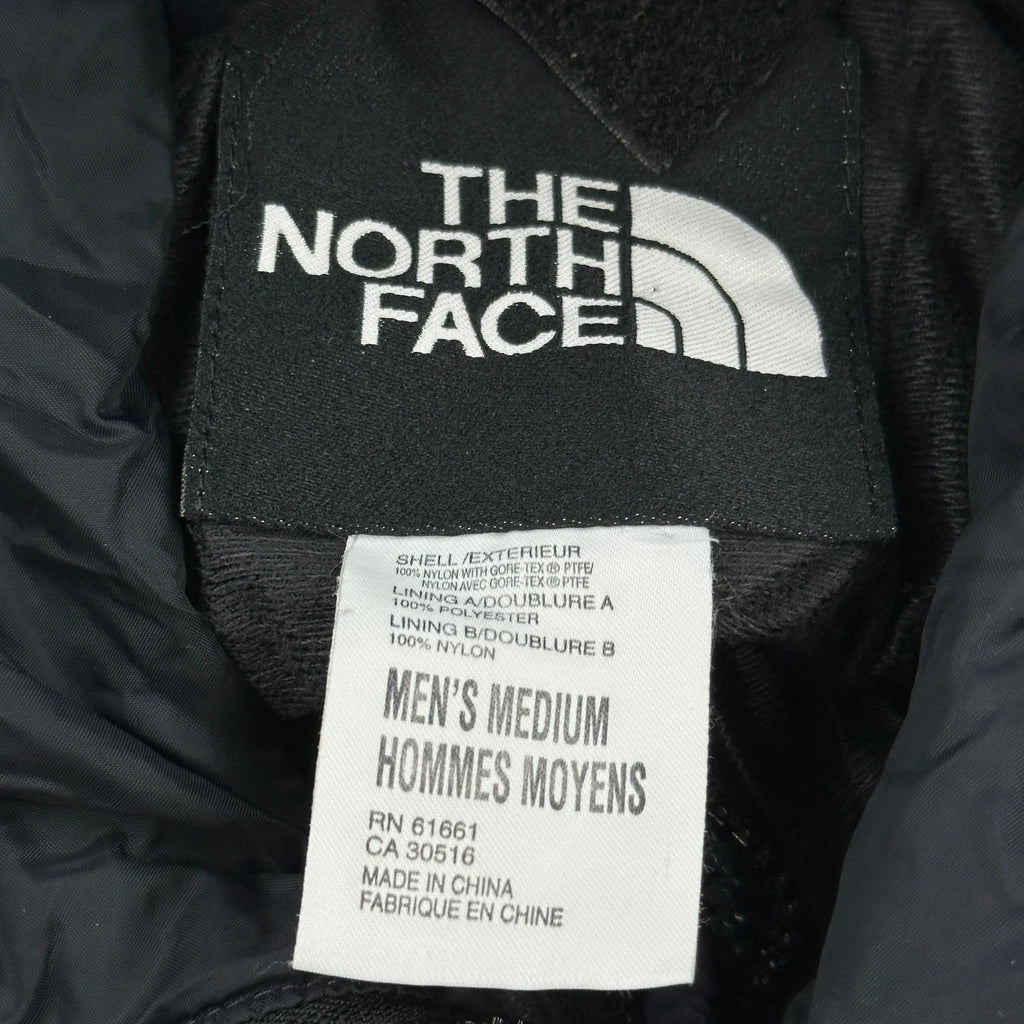 THE
NORTH
FACE
SHELL /EXTERIEUR
100% NYLON WITH GORE-TEX ® PTFE/
NYLON AVEC GORE-TEX ® PTFE
LINING A/DOUBLURE A
100% POLYESTER
LINING B/DOUBLURE B
100% NYLON
MEN'S MEDIUM
HOMMES MOYENS
RN 61661
CA 30516
MADE IN CHINA
FABRIQUE EN CHINE